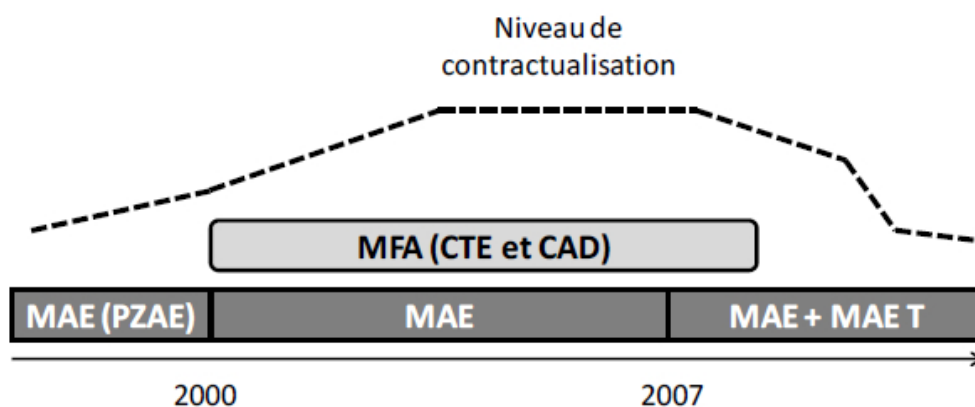 Niveau de
contractualisation
MFA (CTE et CAD)
MAE (PZAE) MAE MAE + MAE T
2000 2007